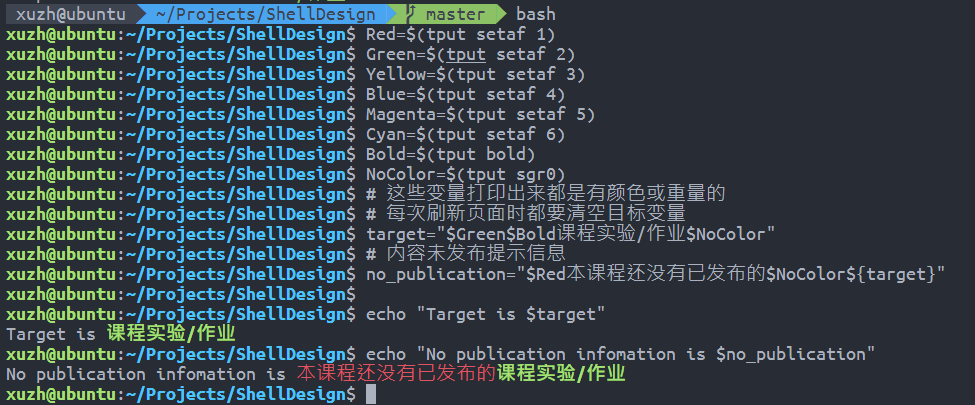 xuzh@ubuntu ~/Projects/ShellDesign master bash
xuzh@ubuntu:~/Projects/ShellDesign$ Red=$(tput setaf 1)
xuzh@ubuntu:~/Projects/ShellDesign$ Green=$(tput setaf 2)
xuzh@ubuntu:~/Projects/ShellDesign$ Yellow=$(tput setaf 3)
xuzh@ubuntu:~/Projects/ShellDesign$ Blue=$(tput setaf 4)
xuzh@ubuntu:~/Projects/ShellDesign$ Magenta=$(tput setaf 5)
xuzh@ubuntu:~/Projects/ShellDesign$ Cyan=$(tput setaf 6)
xuzh@ubuntu:~/Projects/ShellDesign$ Bold=$(tput bold)
xuzh@ubuntu:~/Projects/ShellDesign$ NoColor=$(tput sgr0)
xuzh@ubuntu:~/Projects/ShellDesign$ # 这些变量打印出来都是有颜色或重量的
xuzh@ubuntu:~/Projects/ShellDesign$ # 每次刷新页面时都要清空目标变量
xuzh@ubuntu:~/Projects/ShellDesign$ target="$Green$Bold课程实验/作业$NoColor"
xuzh@ubuntu:~/Projects/ShellDesign$ # 内容未发布提示信息
xuzh@ubuntu:~/Projects/ShellDesign$ no_publication="$Red本课程还没有已发布的$NoColor${target}"
xuzh@ubuntu:~/Projects/ShellDesign$
xuzh@ubuntu:~/Projects/ShellDesign$ echo "Target is $target"
Target is 课程实验/作业
xuzh@ubuntu:~/Projects/ShellDesign$ echo "No publication infomation is $no_publication"
No publication infomation is 本课程还没有已发布的课程实验/作业
xuzh@ubuntu:~/Projects/ShellDesign$